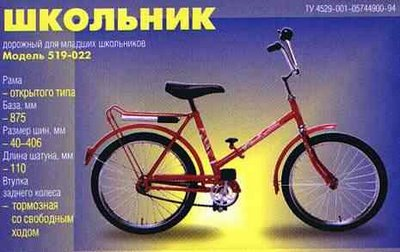 ШКОЛЬНИК
ТУ 4529-001-05744900-94
дорожный для младших школьников
Модель 519-022
Рама
– открытого типа
База, мм
– 875
Размер шин, мм
– 40–406
Длина шатуна, мм
– 110
Втулка
заднего колеса
– тормозная
со свободным
ходом